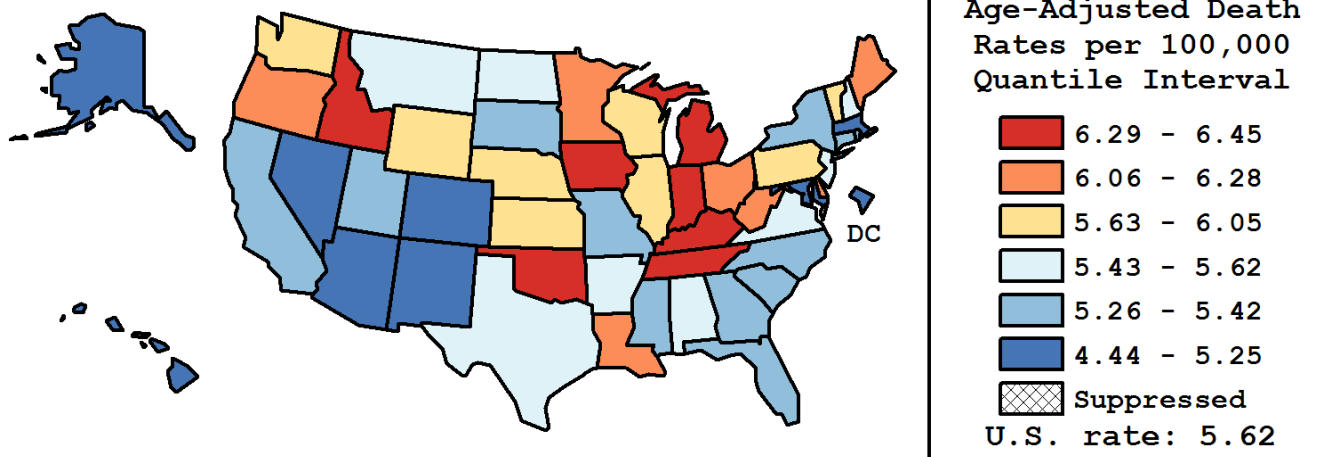 Age-Adjusted Death
Rates per 100,000
Quantile Interval
6.29 - 6.45
6.06 - 6.28
5.63 - 6.05
5.43 - 5.62
5.26 - 5.42
4.44 - 5.25
Suppressed
U.S. rate: 5.62
DC